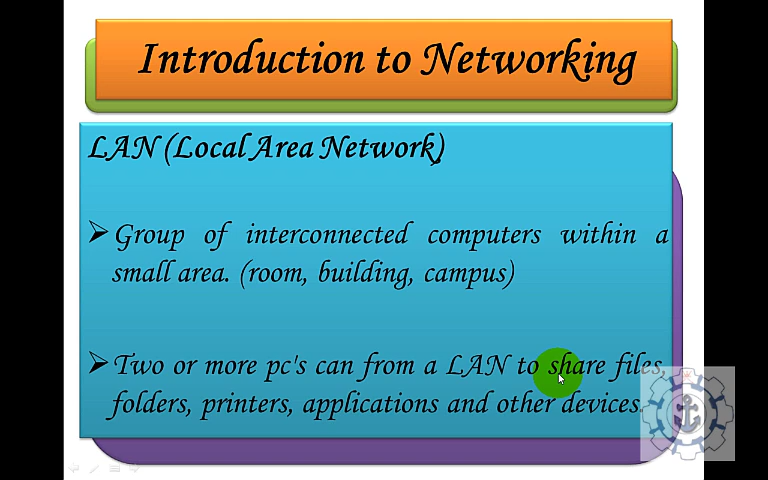 Introduction to Networking
LAN (Local Area Network)
Group of interconnected computers within a
small area. (room, building, campus)
Two or more pc's can from a LAN to share files,
folders, printers, applications and other devices.